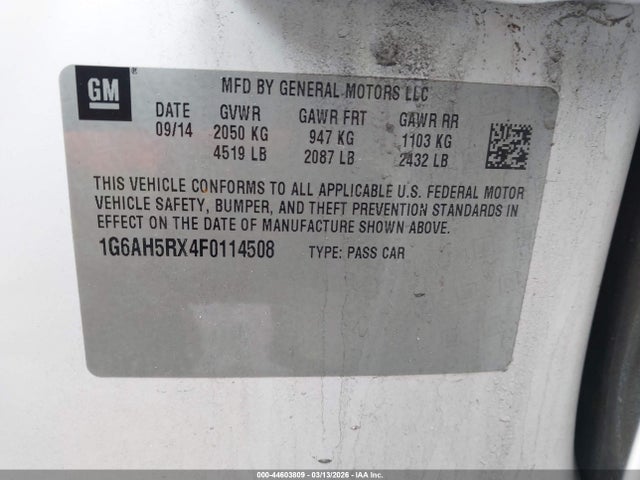 GM
MFD BY GENERAL MOTORS LLC
DATE GVWR GAWR FRT GAWR RR
09/14 2050 KG 947 KG 1103 KG
4519 LB 2087 LB 2432 LB
THIS VEHICLE CONFORMS TO ALL APPLICABLE U.S. FEDERAL MOTOR
VEHICLE SAFETY, BUMPER, AND THEFT PREVENTION STANDARDS IN
EFFECT ON THE DATE OF MANUFACTURE SHOWN ABOVE.
1G6AH5RX4F0114508 TYPE: PASS CAR
000-44603809 - 03/13/2026 - IAAI.COM